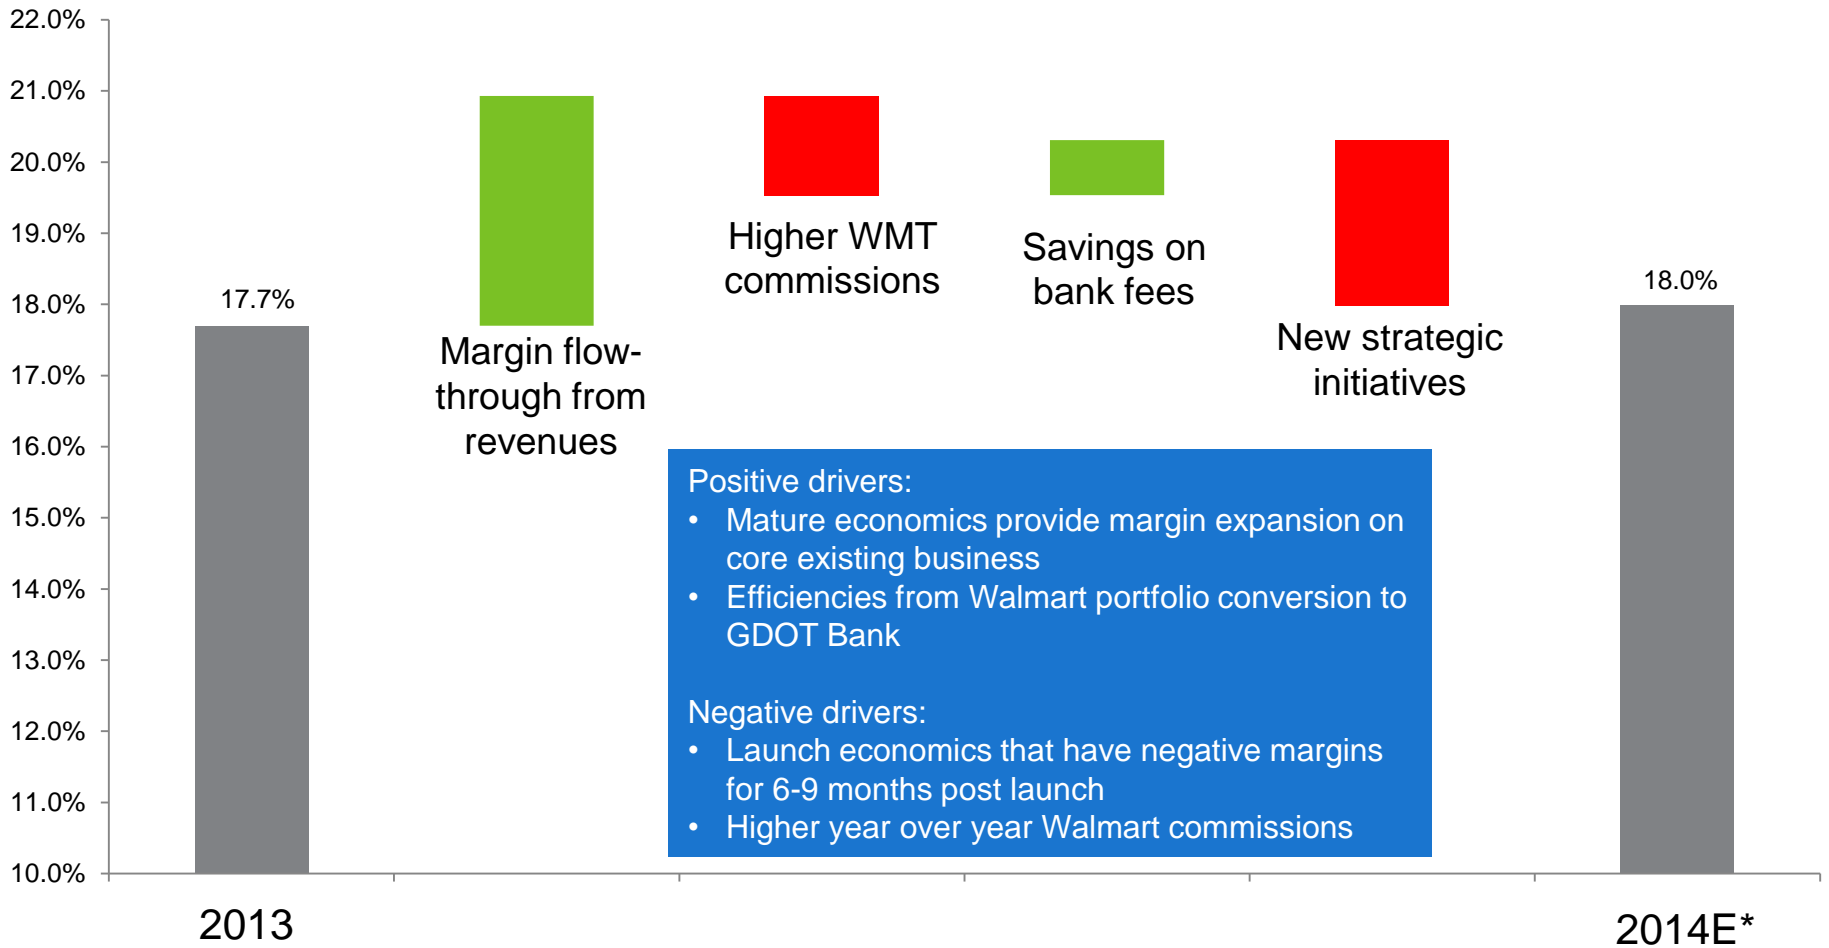 22.0%
21.0%
20.0%
19.0%
18.0%
17.0%
16.0%
15.0%
14.0%
13.0%
12.0%
11.0%
10.0%
17.7%
Margin flow-
through from
revenues
Higher WMT
commissions
Savings on
bank fees
New strategic
initiatives
18.0%
Positive drivers:
• Mature economics provide margin expansion on
core existing business
• Efficiencies from Walmart portfolio conversion to
GDOT Bank
Negative drivers:
• Launch economics that have negative margins
for 6-9 months post launch
• Higher year over year Walmart commissions
2013
2014E*